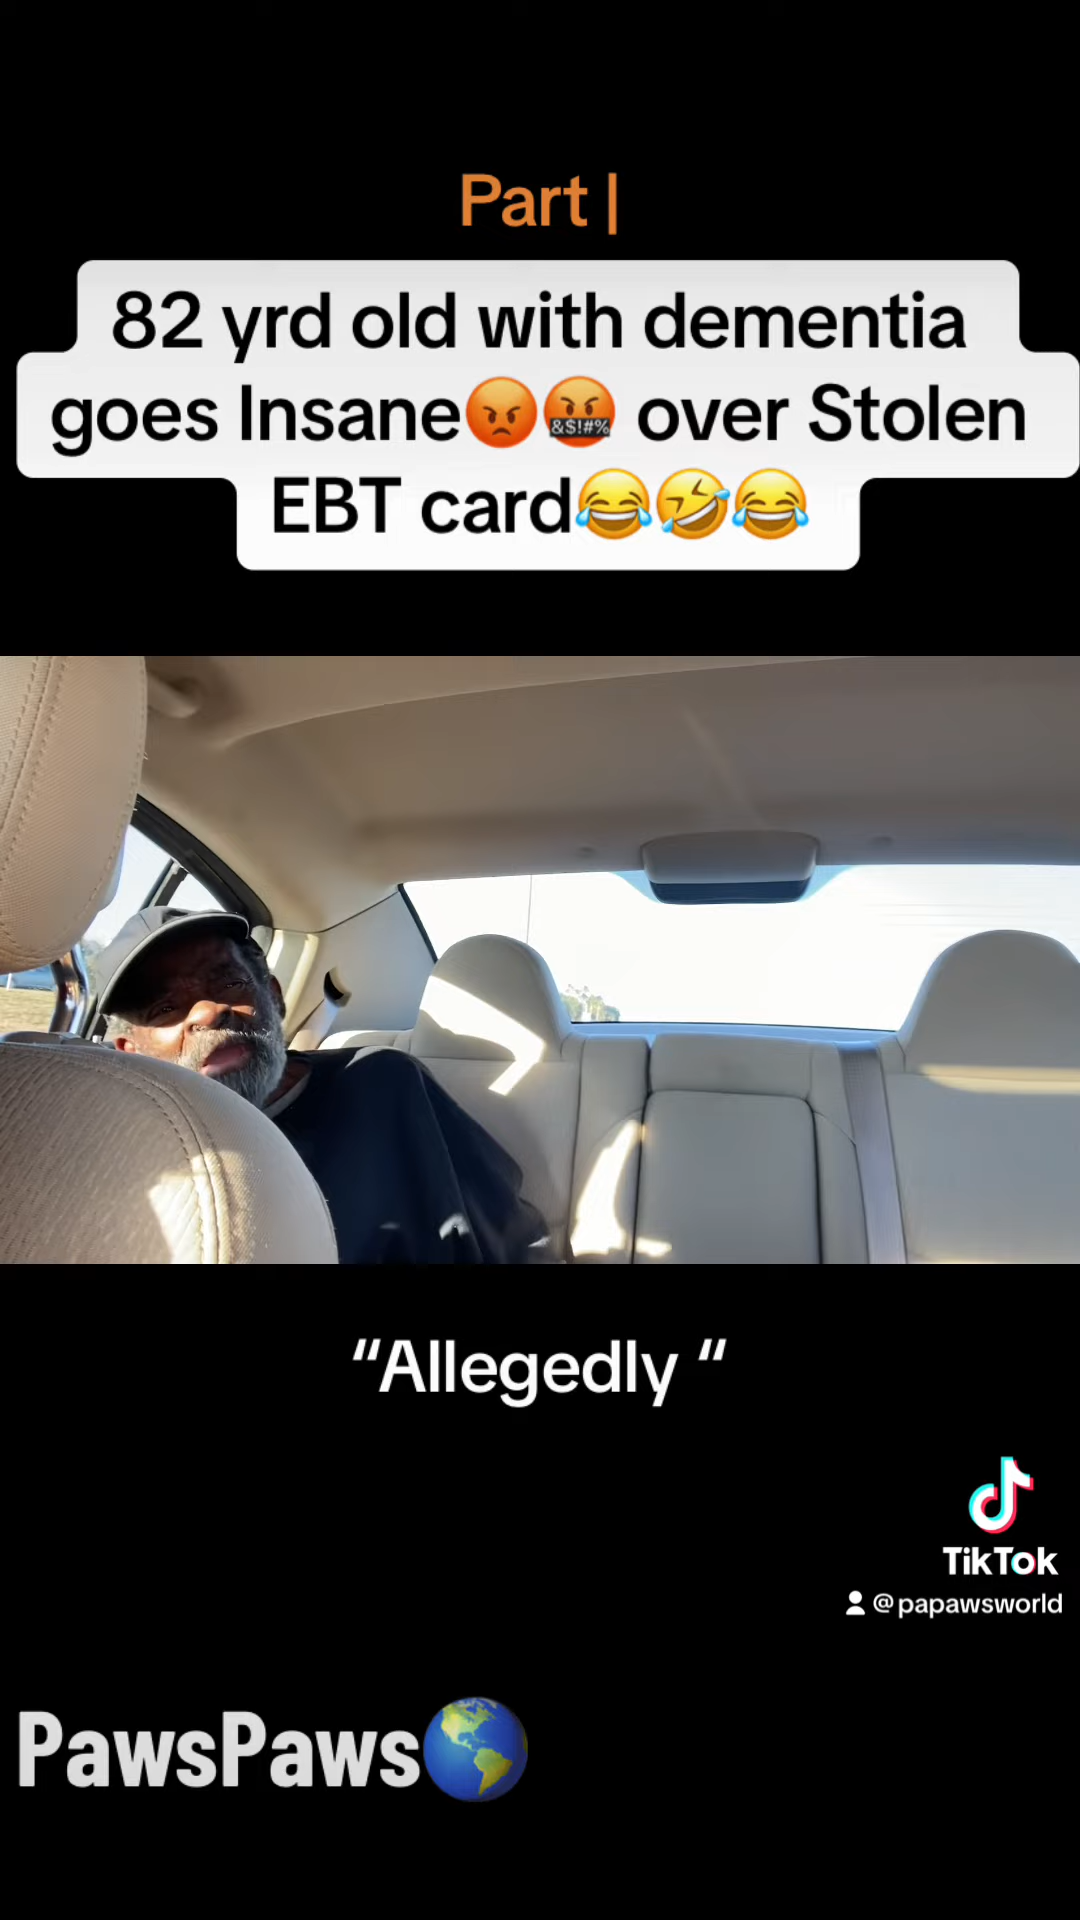 Part |
82 yrd old with dementia
goes Insane😡🤬 over Stolen
EBT card😂🤣😂
“Allegedly “
TikTok
@papawsworld
PawsPaws🌎